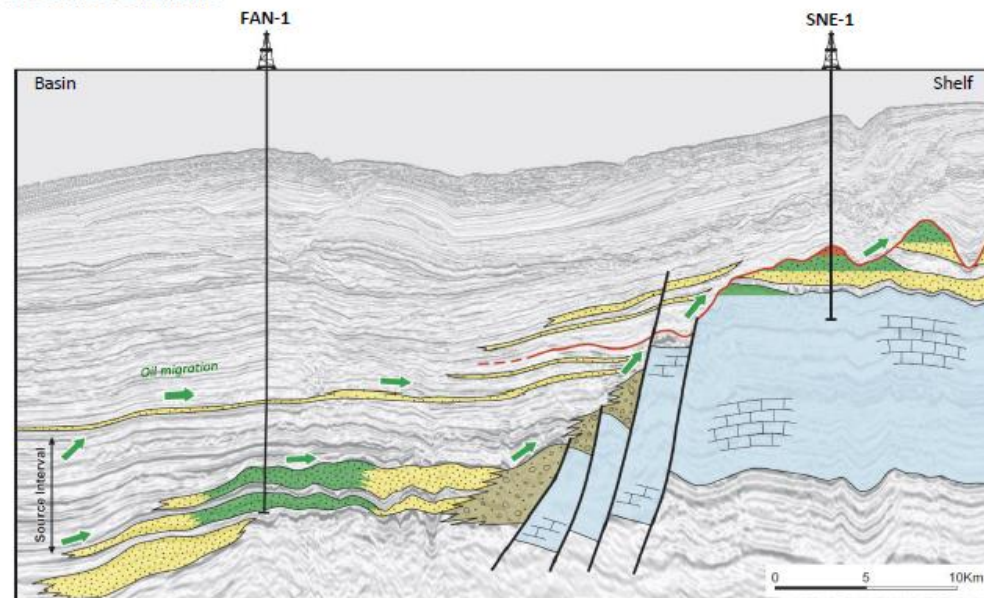 FAN-1
SNE-1
Basin
Shelf
Oil migration
Source Interval
0 5 10Km